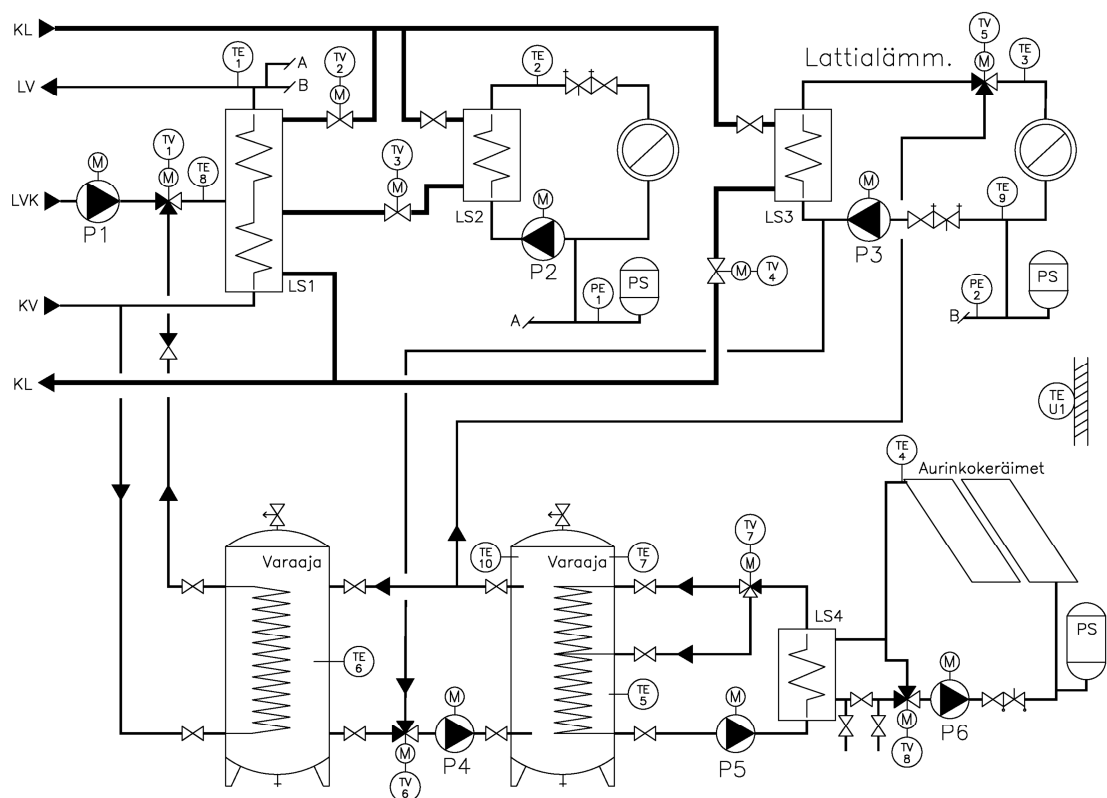 KL
TE 1
A
TV 2
M
TE 2
TV 5
M
TE 3
Lattialämm.
LV
B
TV 1
M
TE 8
TV 3
M
M
LVK
P1
LS2
M
P2
LS3
M
P3
TE 9
KV
LS1
M
TV 4
PE 1
PS
A
PE 2
PS
B
KL
TE U1
TE 4
Aurinkokeräimet
TV 7
M
Varaaja
TE 10
Varaaja
TE 7
LS4
PS
TE 6
TE 5
M
P4
M
P5
M
P6
M
TV 6
M
TV 8